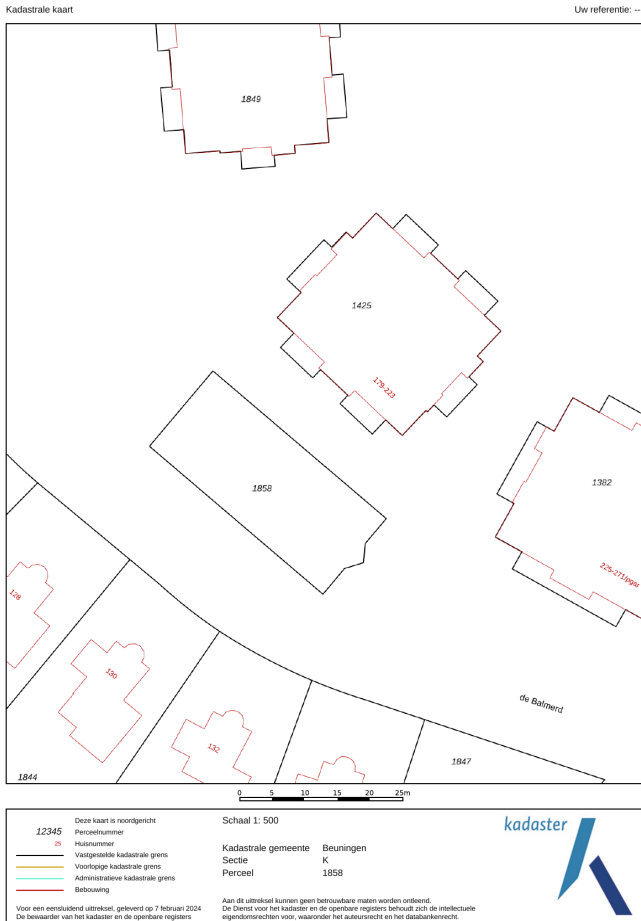 Kadastrale kaart
Uw referentie: --
1849
1425
179-223
1858
1382
225-271/pgar
128
130
132
de Balmerd
1847
1844
0 5 10 15 20 25m
Deze kaart is noordgericht
12345 Perceelnummer
25 Huisnummer
Vastgestelde kadastrale grens
Voorlopige kadastrale grens
Administratieve kadastrale grens
Bebouwing
Voor een eensluidend uittreksel, geleverd op 7 februari 2024
De bewaarder van het kadaster en de openbare registers
Schaal 1: 500
Kadastrale gemeente Beuningen
Sectie K
Perceel 1858
Aan dit uittreksel kunnen geen betrouwbare maten worden ontleend.
De Dienst voor het kadaster en de openbare registers behoudt zich de intellectuele
eigendomsrechten voor, waaronder het auteursrecht en het databankenrecht.
kadaster